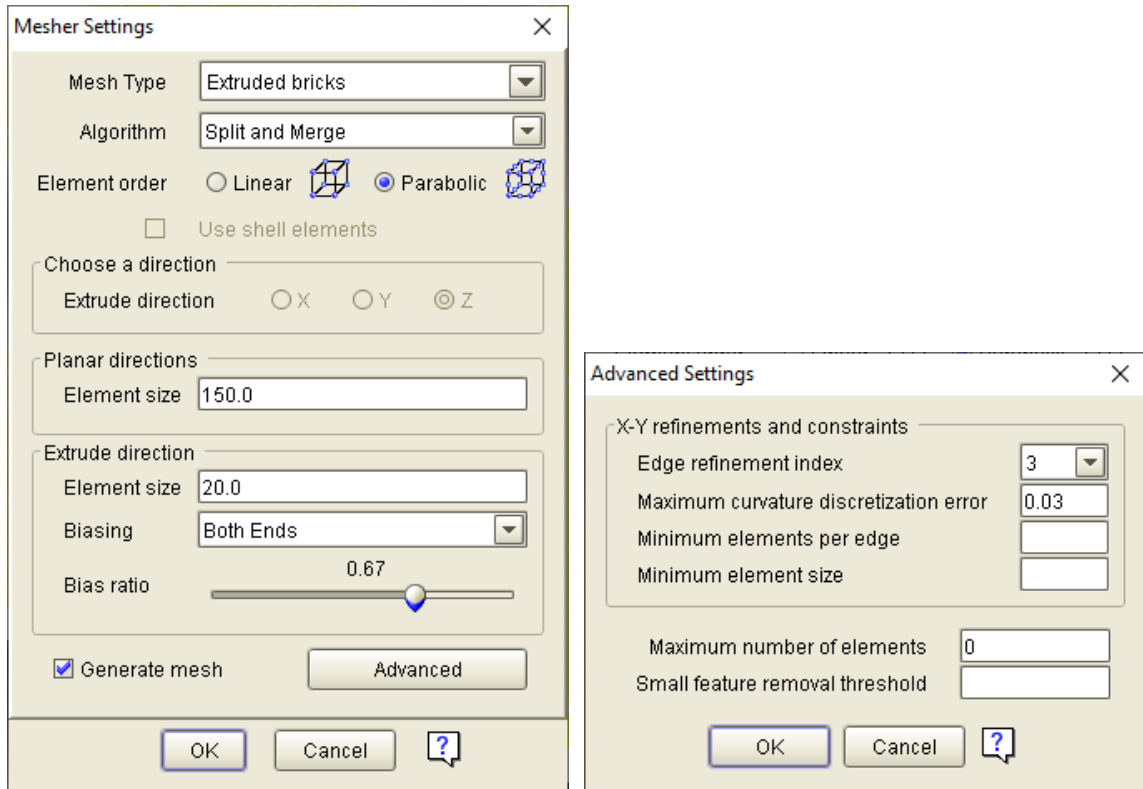 Mesher Settings
Mesh Type Extruded bricks
Algorithm Split and Merge
Element order Linear Parabolic
Use shell elements
Choose a direction
Extrude direction X Y Z
Planar directions
Element size 150.0
Extrude direction
Element size 20.0
Biasing Both Ends
0.67
Bias ratio
Generate mesh Advanced
OK Cancel ?
Advanced Settings
X-Y refinements and constraints
Edge refinement index 3
Maximum curvature discretization error 0.03
Minimum elements per edge
Minimum element size
Maximum number of elements 0
Small feature removal threshold
OK Cancel ?